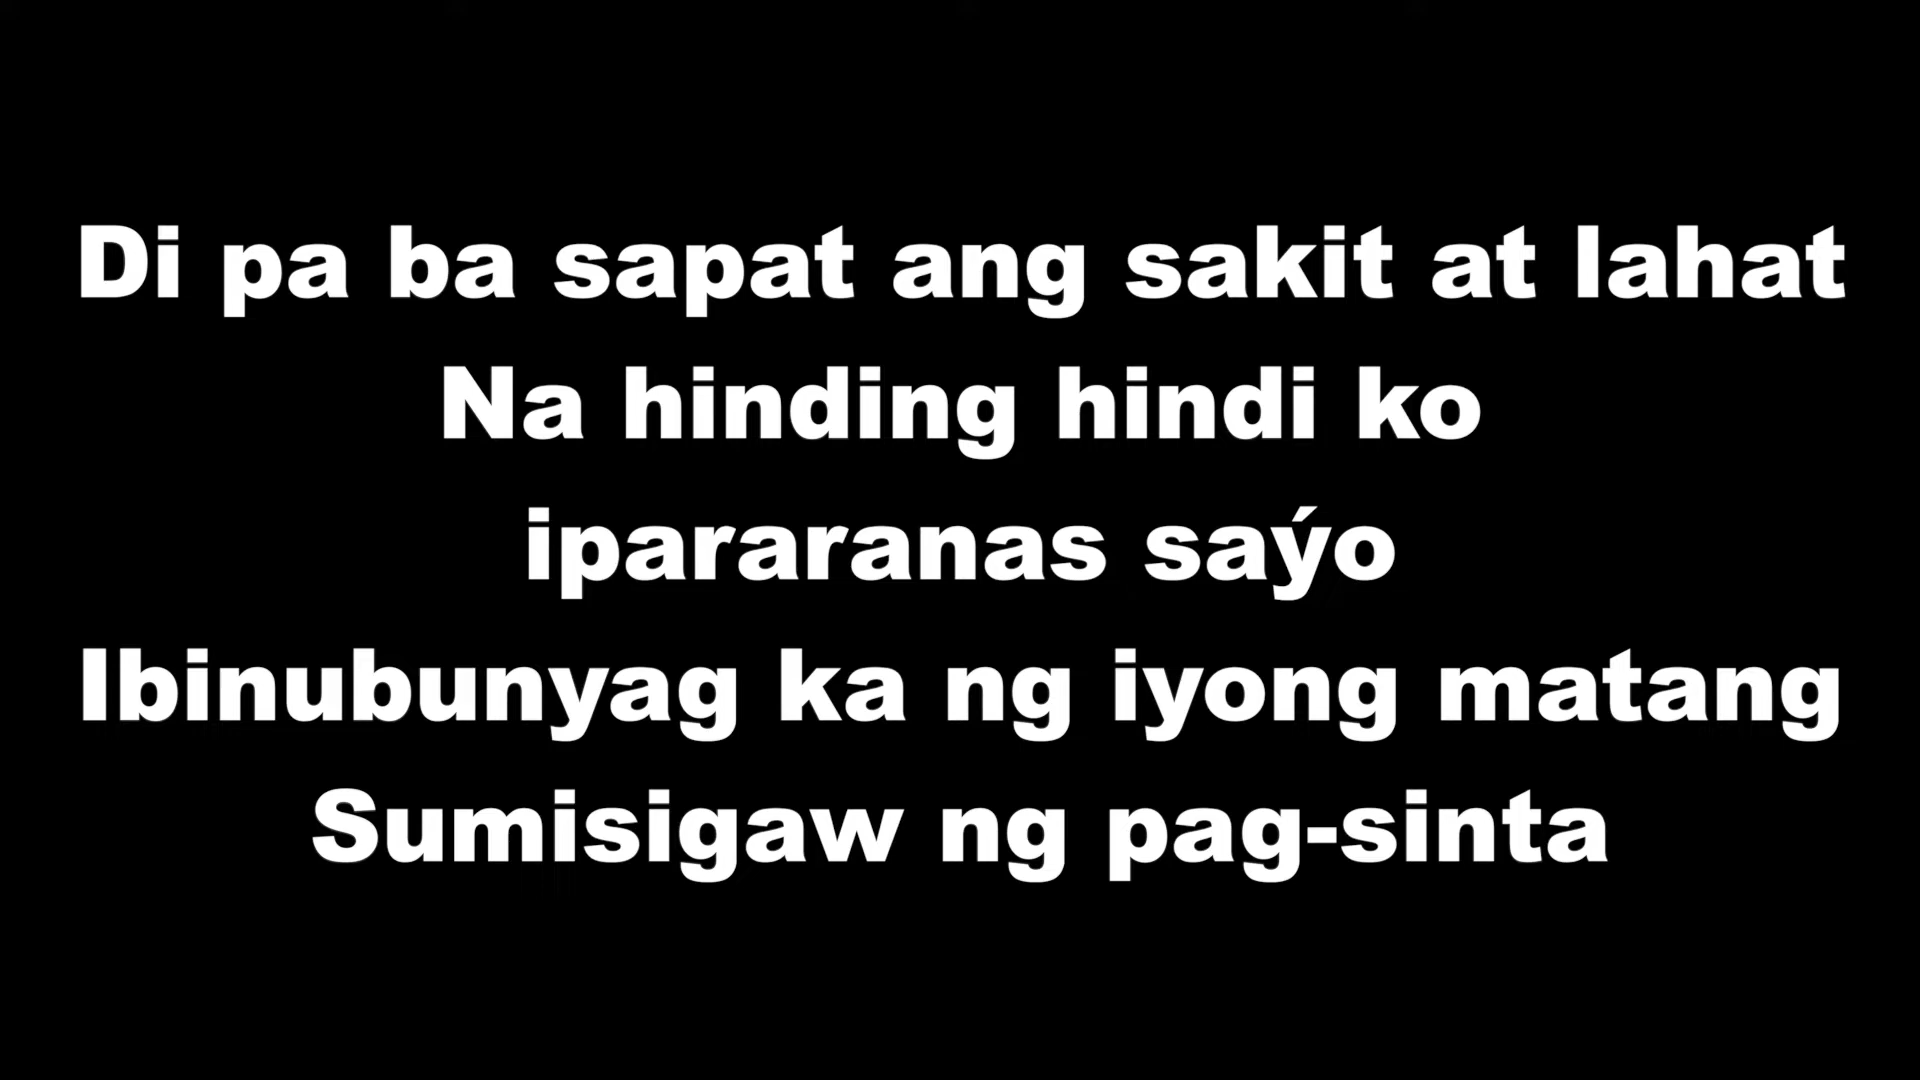 Di pa ba sapat ang sakit at lahat
Na hinding hindi ko
ipararanas saýo
Ibinubunyag ka ng iyong matang
Sumisigaw ng pag-sinta